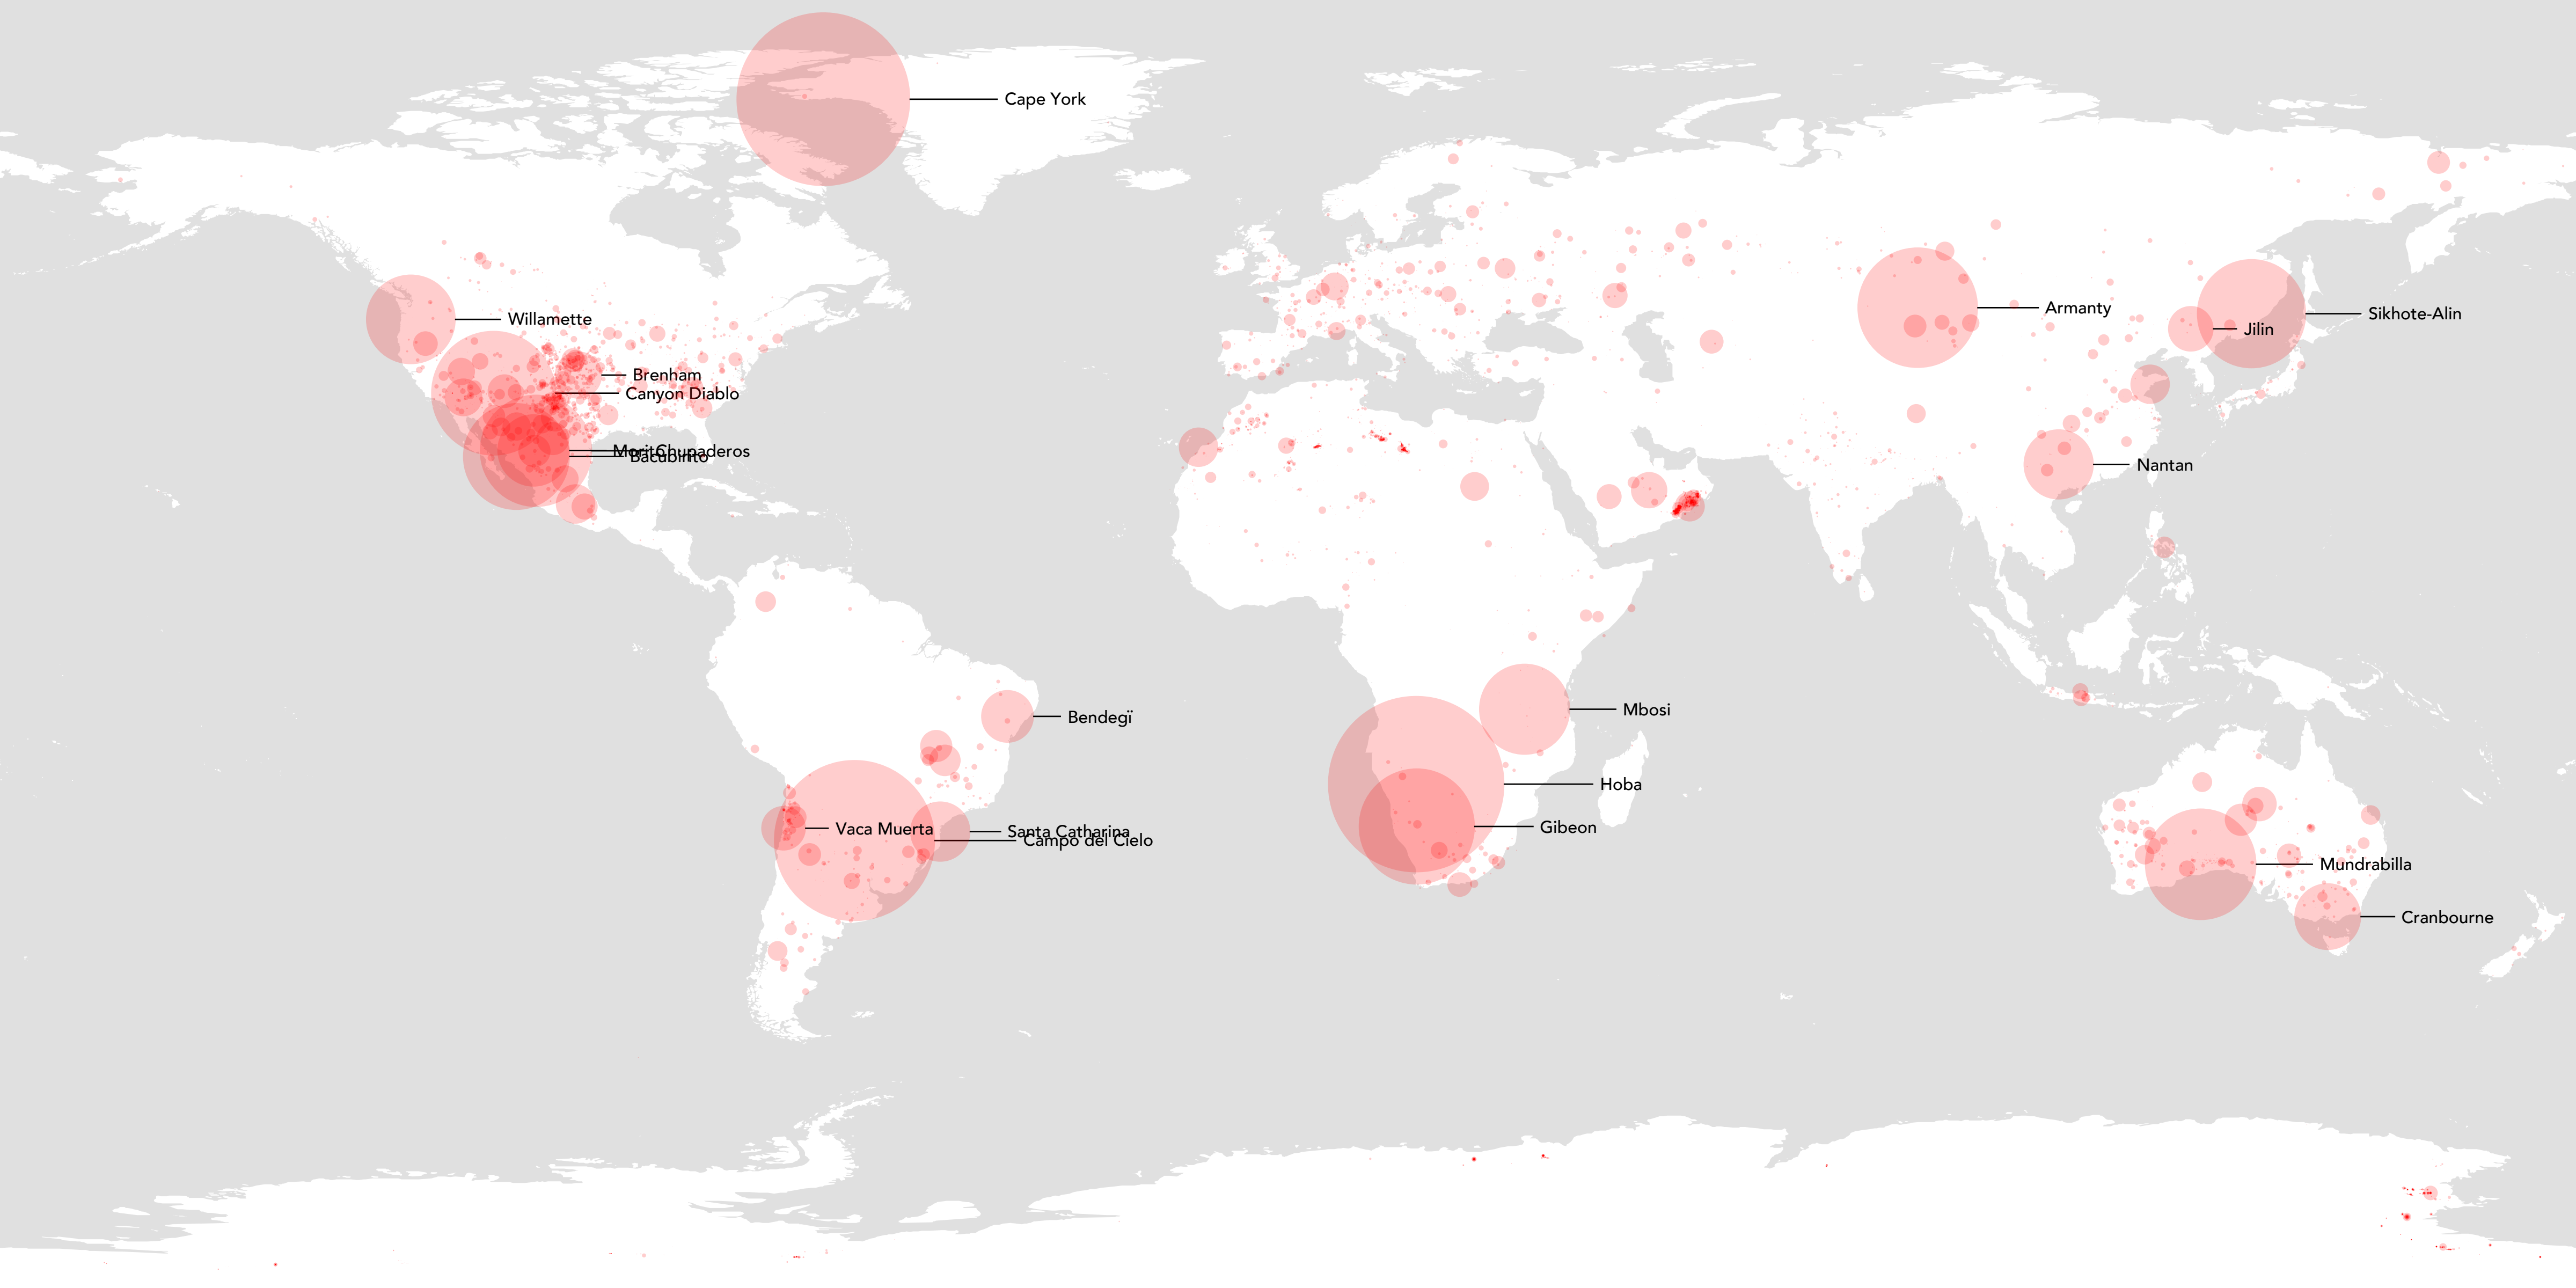 Cape York
Willamette
Armanty
Sikhote-Alin
Jilin
Brenham
Canyon Diablo
Chupaderos
Bacubirito
Nantan
Mbosi
Bendegï
Hoba
Gibeon
Vaca Muerta
Santa Catharina
Campo del Cielo
Mundrabilla
Cranbourne